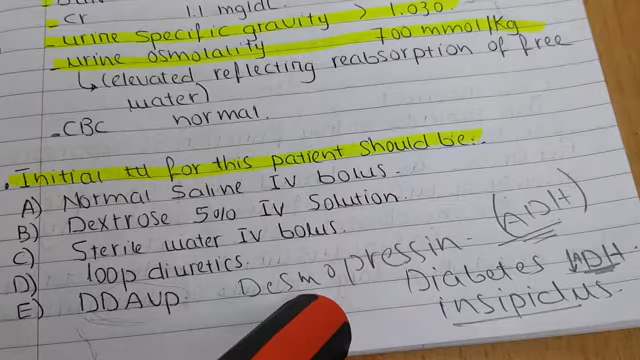 - Cr 1.1 mg/dL
- urine specific gravity > 1.030
- urine osmolarity 700 mmol/kg
↳ (elevated reflecting reabsorption of free
water)
- CBC normal.
. Initial ttt for this patient should be:-
A) Normal Saline IV bolus.
B) Dextrose 5% IV Solution.
C) Sterile water IV bolus.
D) loop diuretics.
E) DDAVP. Desmopressin. (ADH)
Diabetes ADH.
insipidus.